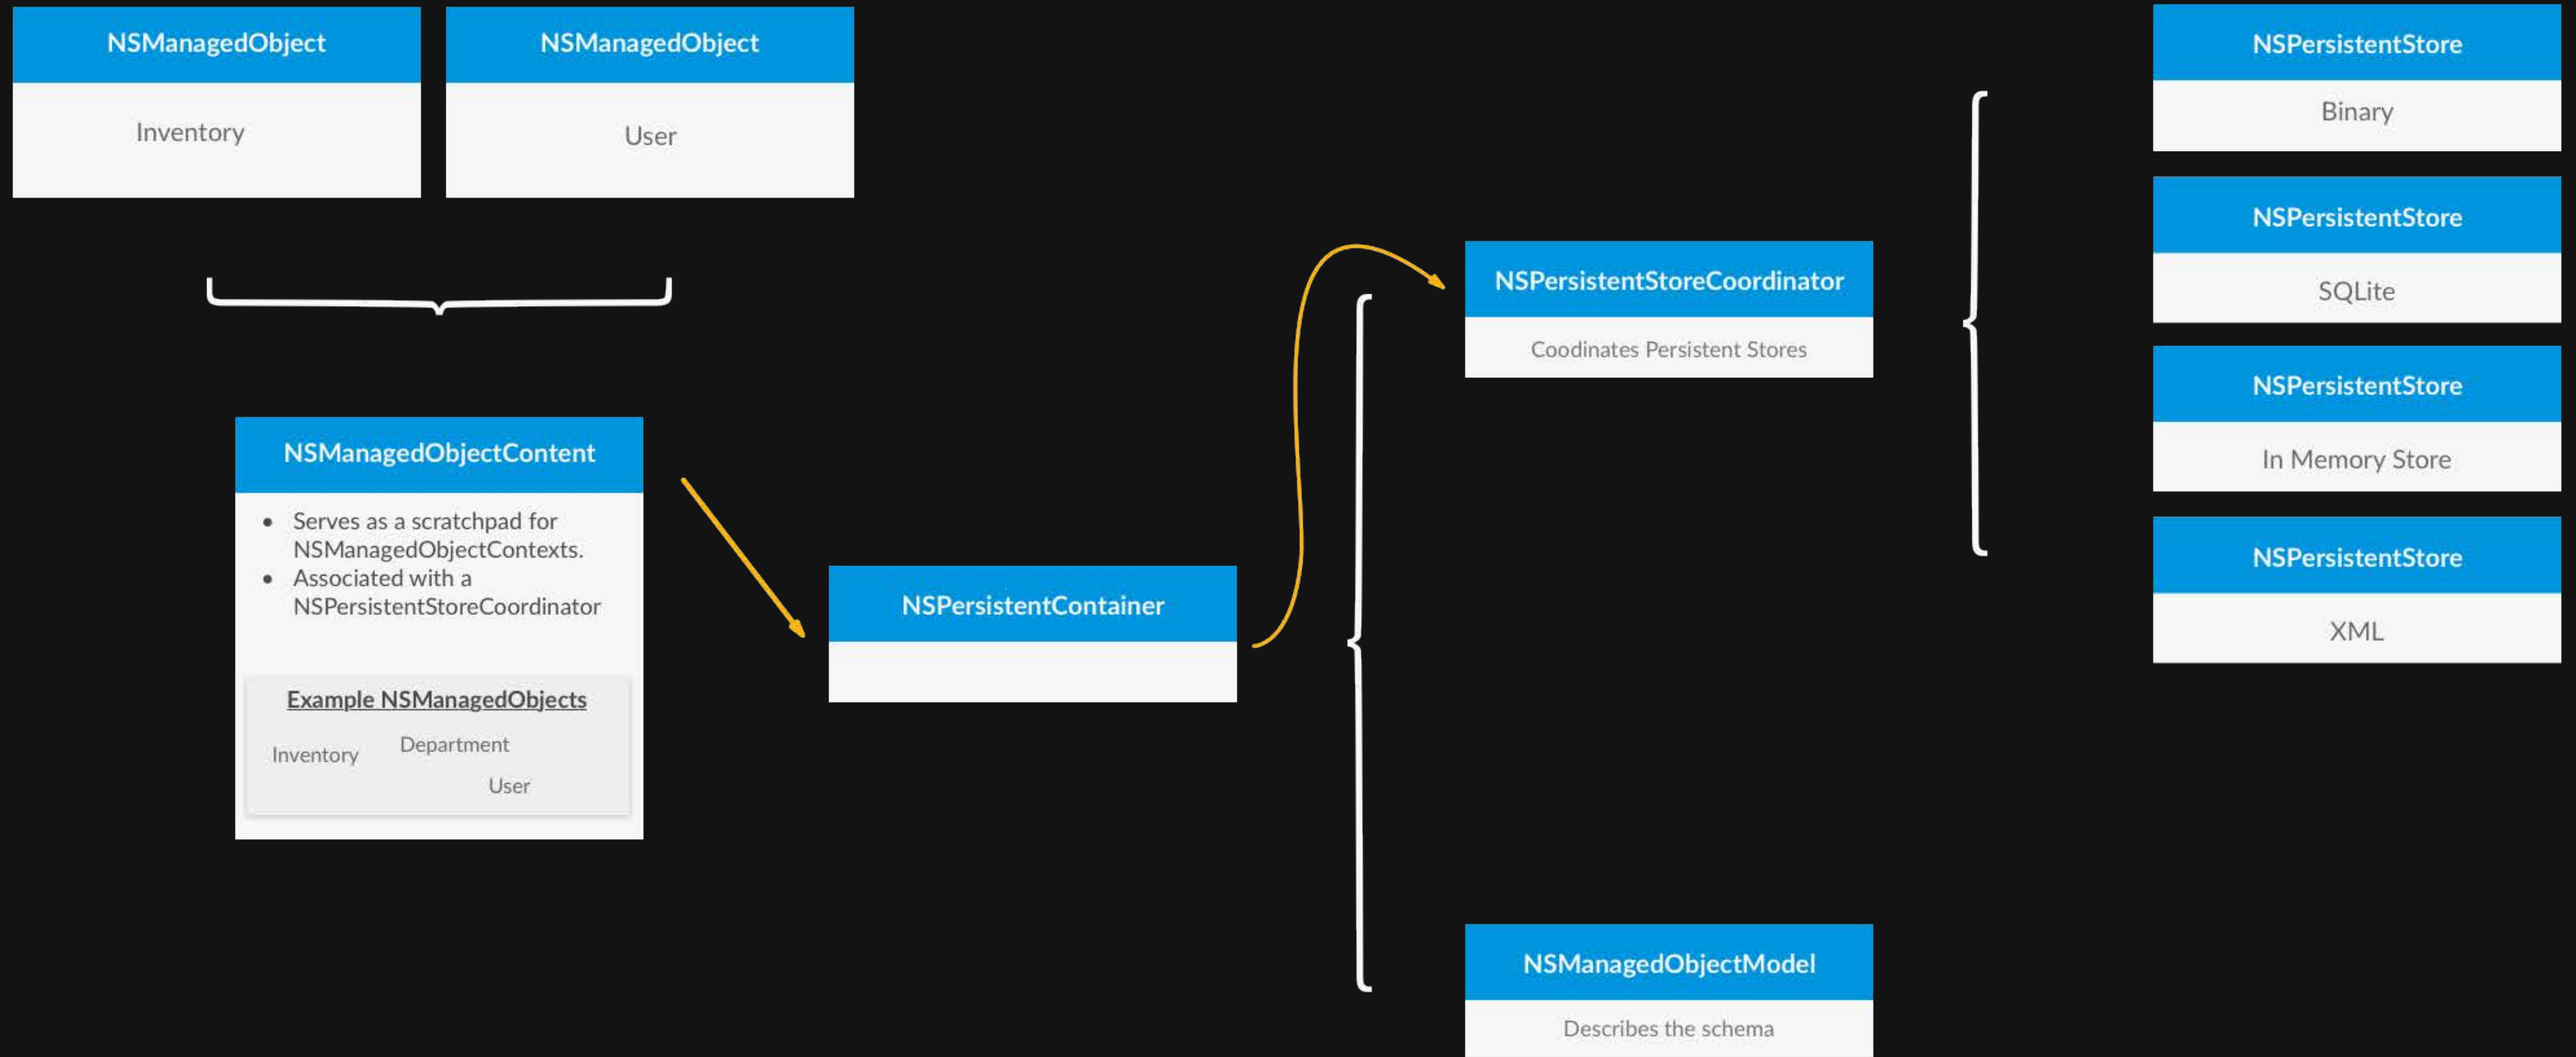 NSManagedObject
Inventory
NSManagedObject
User
NSManagedObjectContent
• Serves as a scratchpad for
NSManagedObjectContexts.
• Associated with a
NSPersistentStoreCoordinator
Example NSManagedObjects
Inventory
Department
User
NSPersistentContainer
NSPersistentStoreCoordinator
Coodinates Persistent Stores
NSManagedObjectModel
Describes the schema
NSPersistentStore
Binary
NSPersistentStore
SQLite
NSPersistentStore
In Memory Store
NSPersistentStore
XML